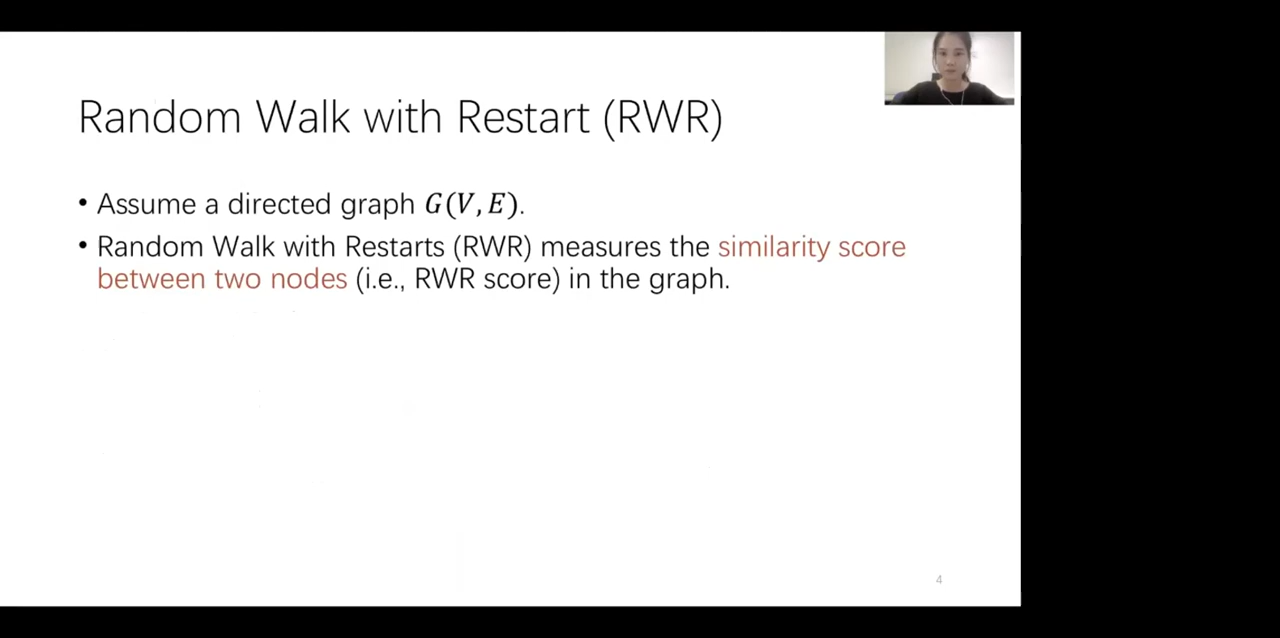 Random Walk with Restart (RWR)
• Assume a directed graph G(V, E).
• Random Walk with Restarts (RWR) measures the similarity score
between two nodes (i.e., RWR score) in the graph.
4